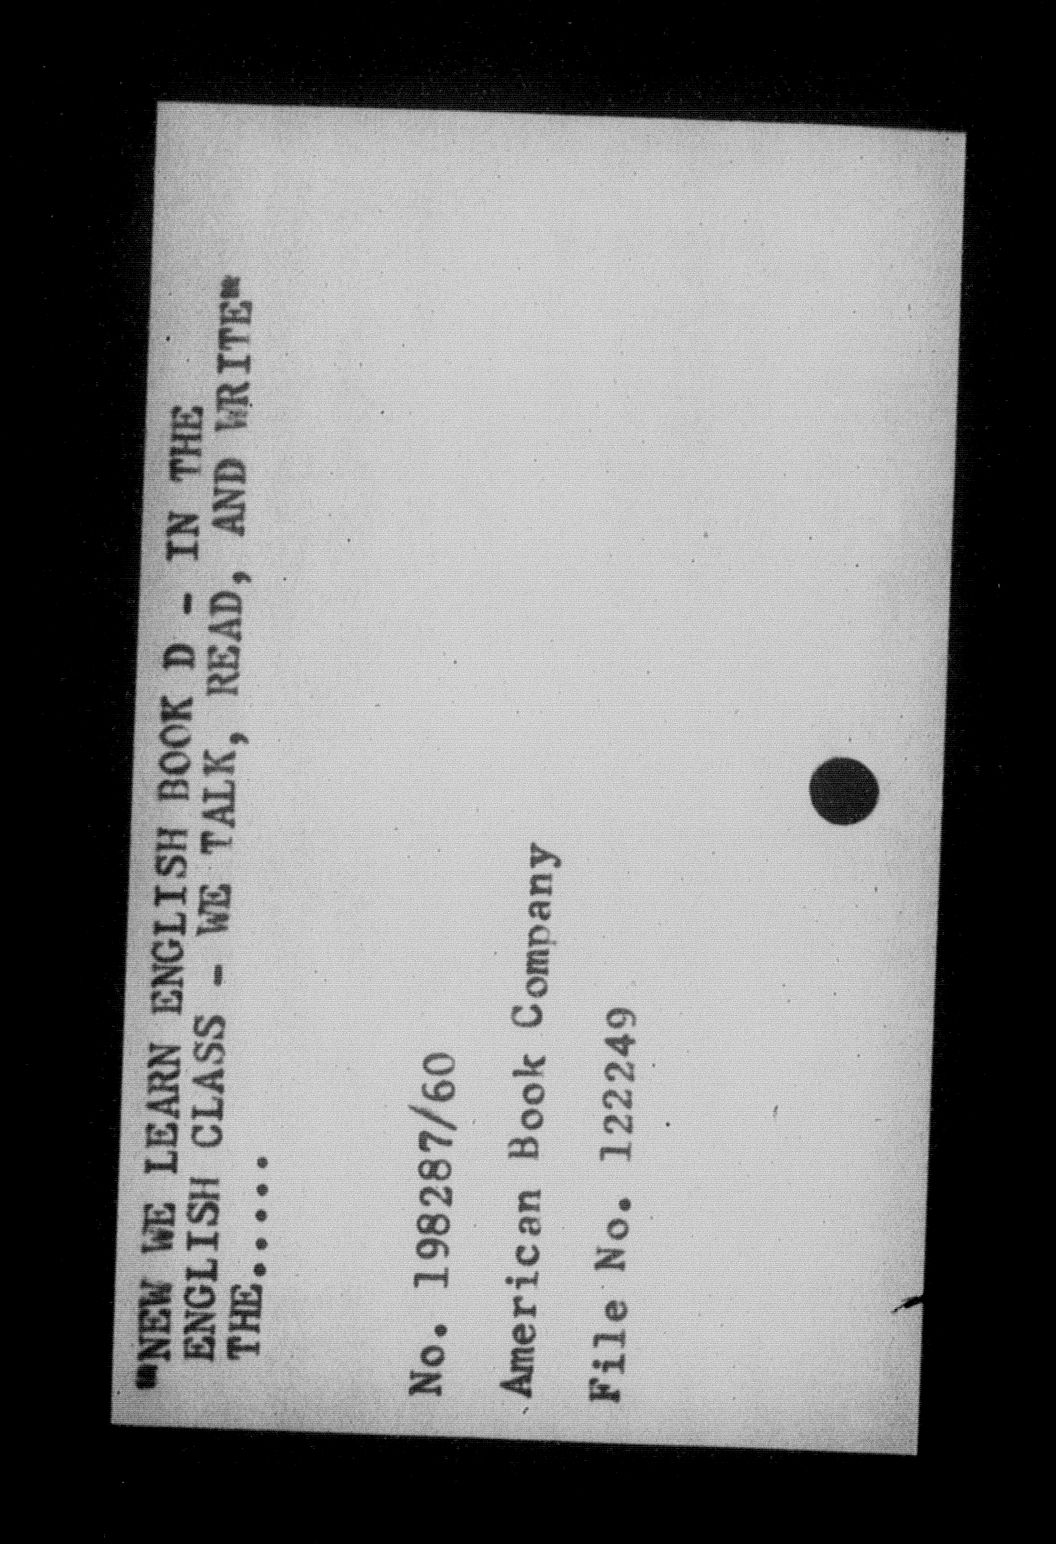 "NEW WE LEARN ENGLISH BOOK D - IN THE
ENGLISH CLASS - WE TALK, READ, AND WRITE"
THE......
No. 198287/60
American Book Company
File No. 122249